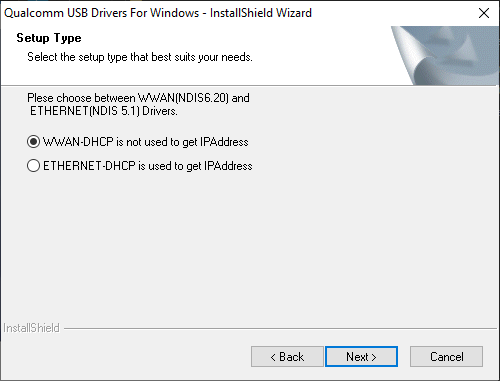 Qualcomm USB Drivers For Windows - InstallShield Wizard
Setup Type
Select the setup type that best suits your needs.
Plese choose between WWAN(NDIS6.20) and
ETHERNET(NDIS 5.1) Drivers.
WWAN-DHCP is not used to get IPAddress
ETHERNET-DHCP is used to get IPAddress
InstallShield
< Back
Next >
Cancel